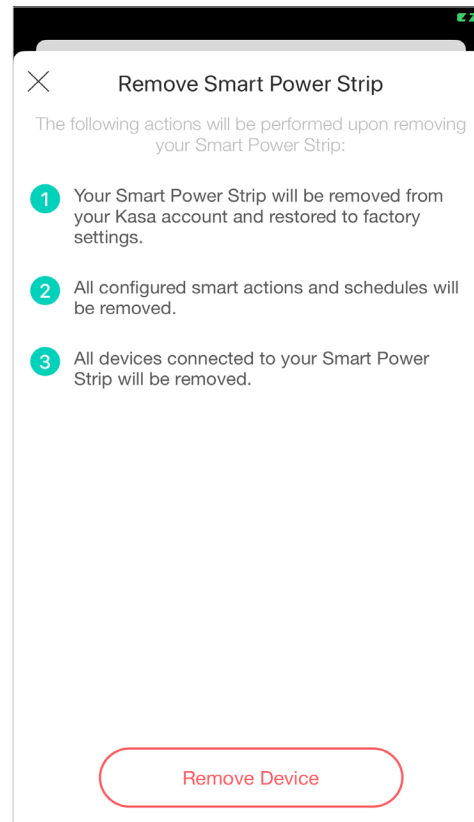 Remove Smart Power Strip
The following actions will be performed upon removing
your Smart Power Strip:
1 Your Smart Power Strip will be removed from
your Kasa account and restored to factory
settings.
2 All configured smart actions and schedules will
be removed.
3 All devices connected to your Smart Power
Strip will be removed.
Remove Device